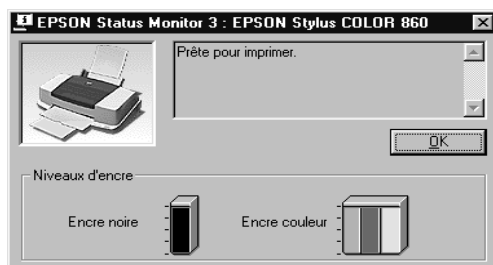 EPSON Status Monitor 3 : EPSON Stylus COLOR 860
Prête pour imprimer.
OK
Niveaux d'encre
Encre noire
Encre couleur